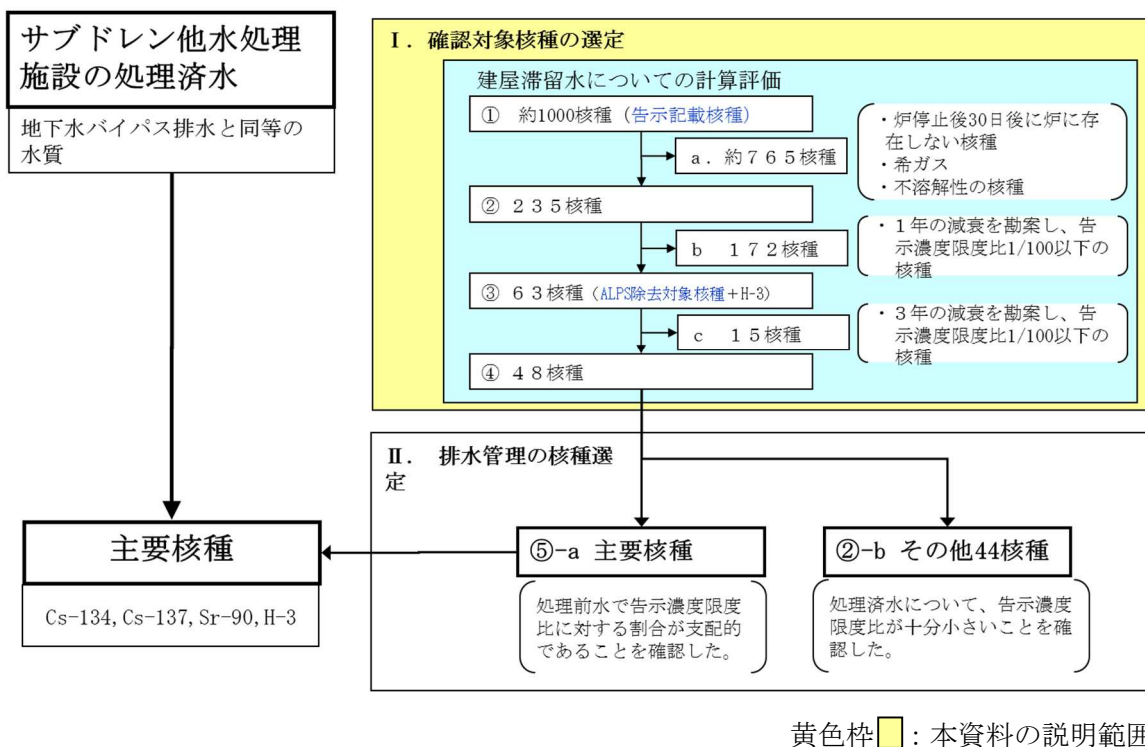 サブドレン他水処理
施設の処理済水
地下水バイパス排水と同等の
水質
主要核種
Cs-134,Cs-137,Sr-90,H-3
Ⅰ．確認対象核種の選定
建屋滞留水についての計算評価
① 約1000核種（告示記載核種）
a．約７６５核種
・炉停止後30日後に炉に存
在しない核種
・希ガス
・不溶解性の核種
② ２３５核種
b １７２核種
・１年の減衰を勘案し、告
示濃度限度比1/100以下の
核種
③ ６３核種（ALPS除去対象核種＋H-3）
c １５核種
・３年の減衰を勘案し、告
示濃度限度比1/100以下の
核種
④ ４８核種
Ⅱ． 排水管理の核種選
定
⑤-a 主要核種
処理前水で告示濃度限度
比に対する割合が支配的
であることを確認した。
②-b その他44核種
処理済水について、告示濃度
限度比が十分小さいことを確
認した。
黄色枠：本資料の説明範囲